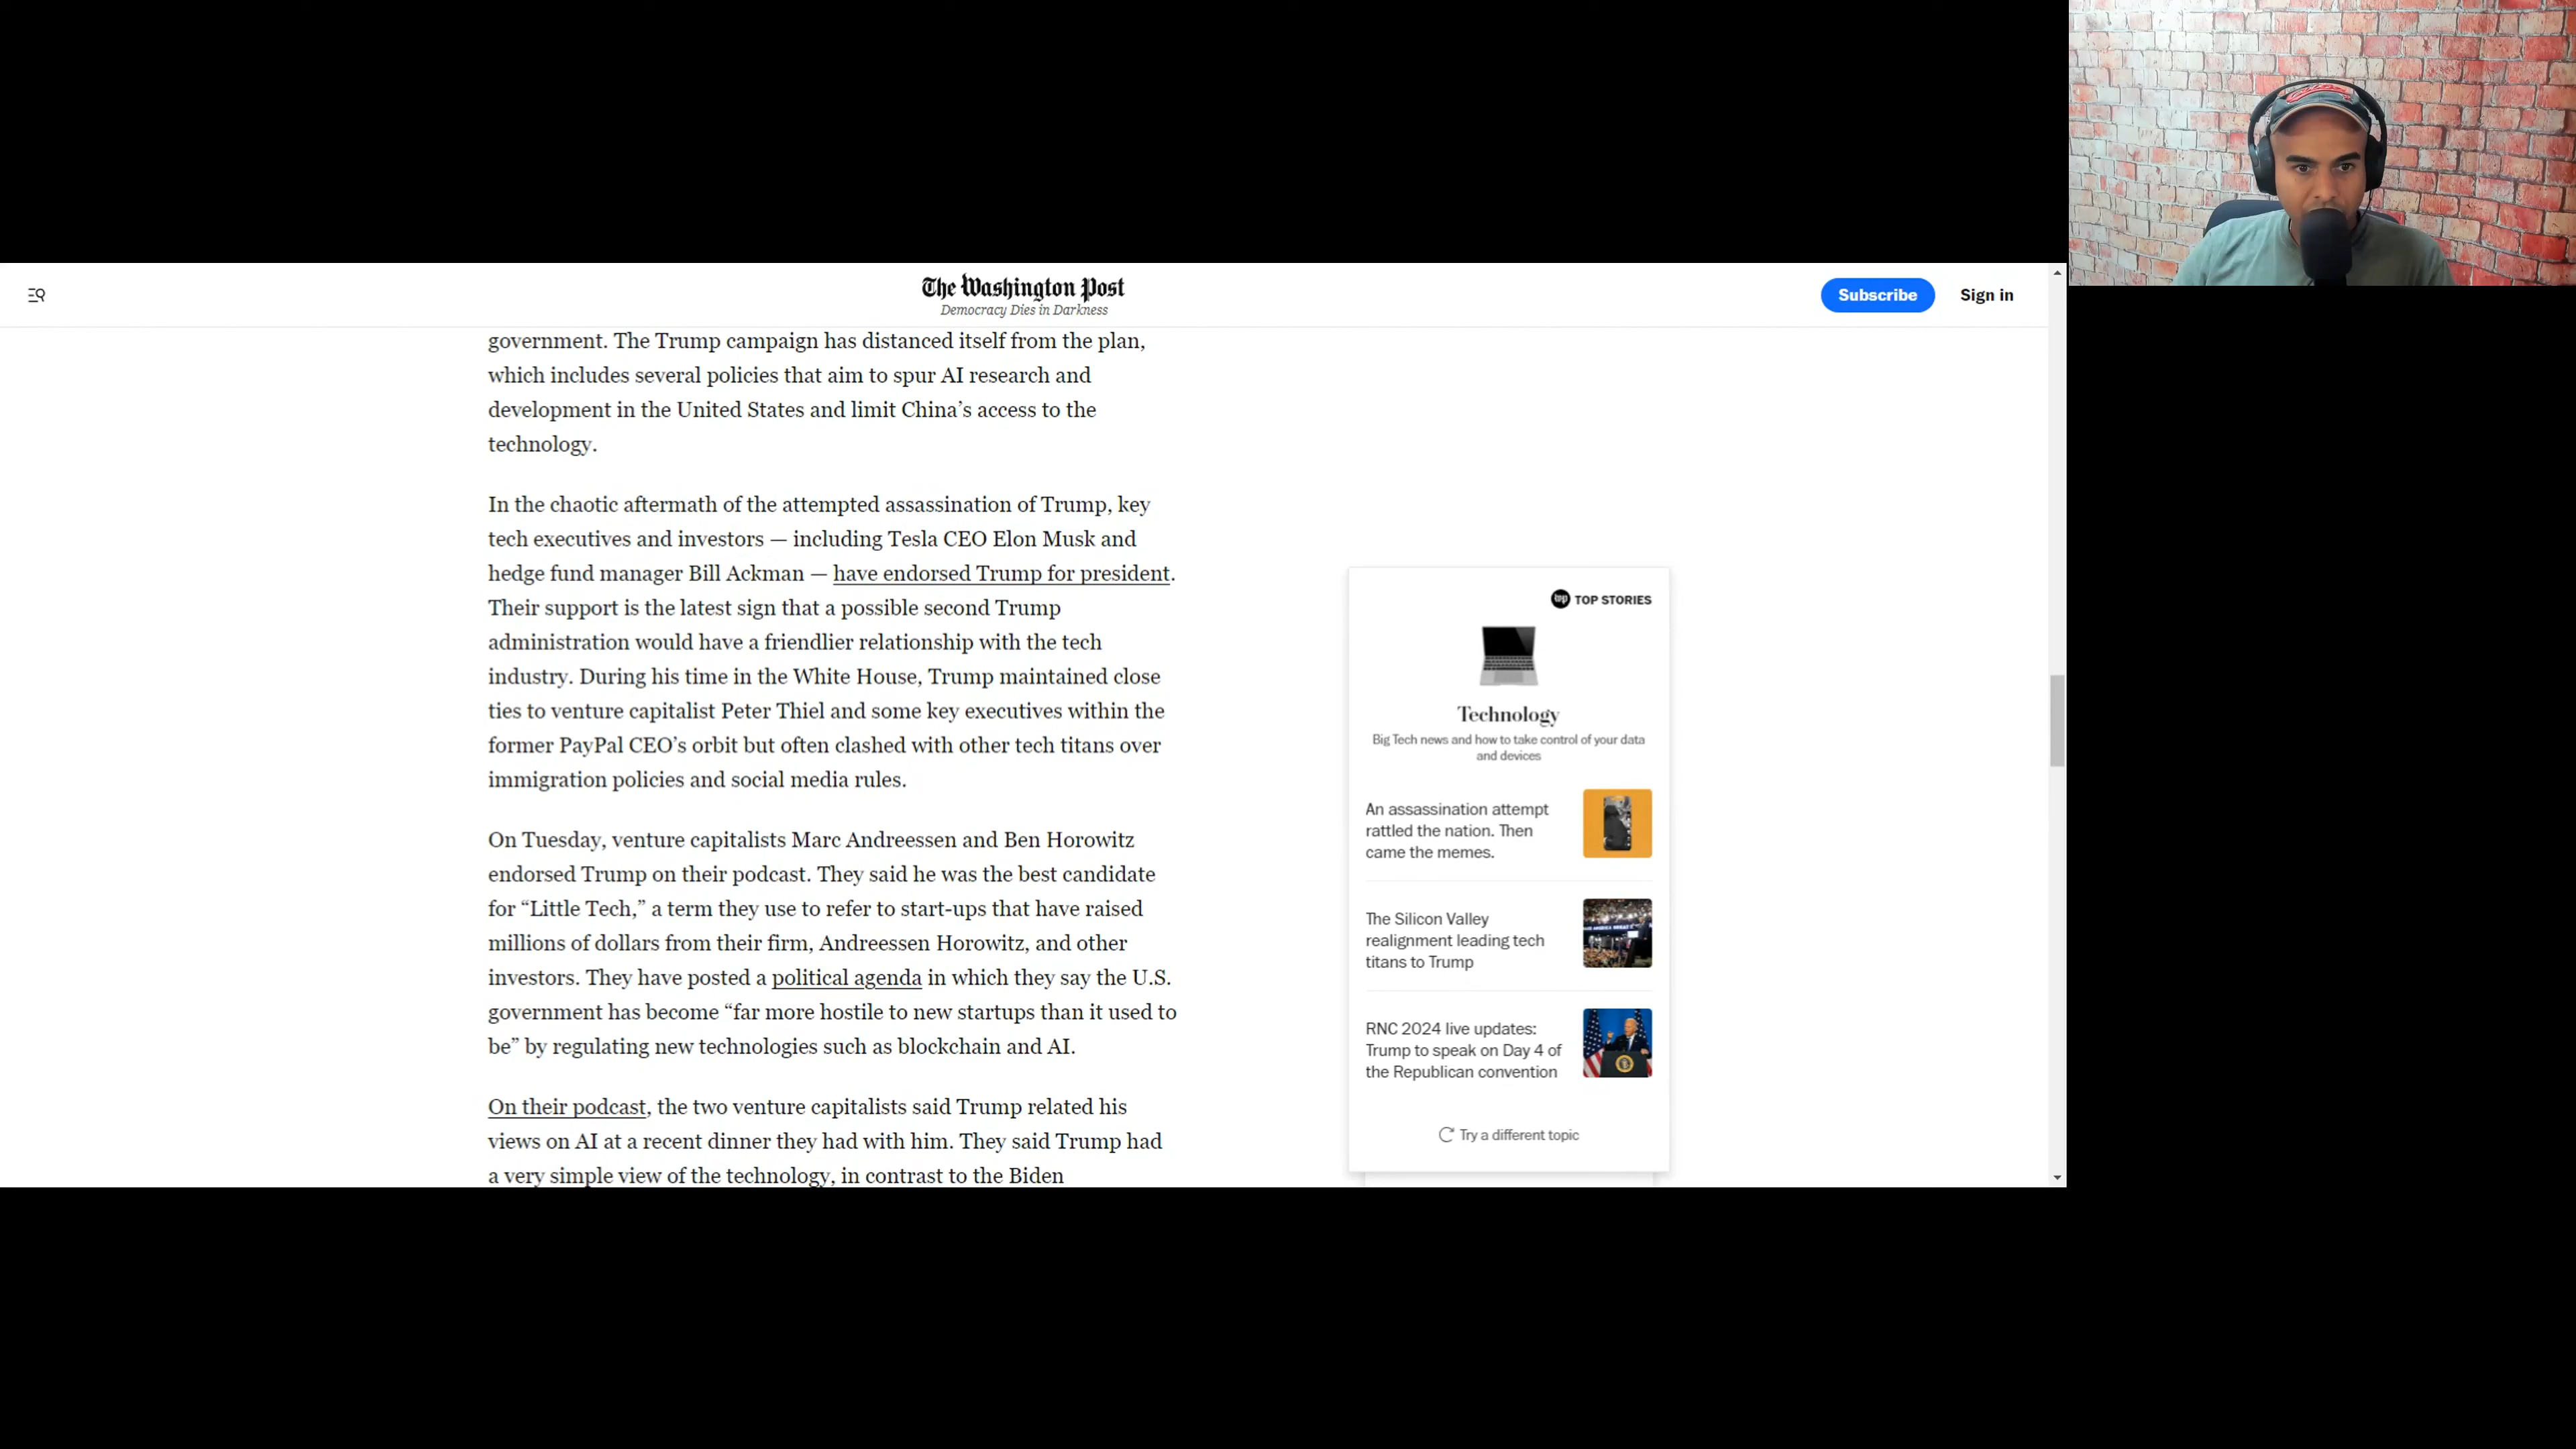 The Washington Post
Democracy Dies in Darkness
Subscribe
Sign in
government. The Trump campaign has distanced itself from the plan,
which includes several policies that aim to spur AI research and
development in the United States and limit China’s access to the
technology.
In the chaotic aftermath of the attempted assassination of Trump, key
tech executives and investors — including Tesla CEO Elon Musk and
hedge fund manager Bill Ackman — have endorsed Trump for president.
Their support is the latest sign that a possible second Trump
administration would have a friendlier relationship with the tech
industry. During his time in the White House, Trump maintained close
ties to venture capitalist Peter Thiel and some key executives within the
former PayPal CEO’s orbit but often clashed with other tech titans over
immigration policies and social media rules.
On Tuesday, venture capitalists Marc Andreessen and Ben Horowitz
endorsed Trump on their podcast. They said he was the best candidate
for “Little Tech,” a term they use to refer to start-ups that have raised
millions of dollars from their firm, Andreessen Horowitz, and other
investors. They have posted a political agenda in which they say the U.S.
government has become “far more hostile to new startups than it used to
be” by regulating new technologies such as blockchain and AI.
On their podcast, the two venture capitalists said Trump related his
views on AI at a recent dinner they had with him. They said Trump had
a very simple view of the technology, in contrast to the Biden
wp TOP STORIES
Technology
Big Tech news and how to take control of your data
and devices
An assassination attempt
rattled the nation. Then
came the memes.
The Silicon Valley
realignment leading tech
titans to Trump
RNC 2024 live updates:
Trump to speak on Day 4 of
the Republican convention
Try a different topic